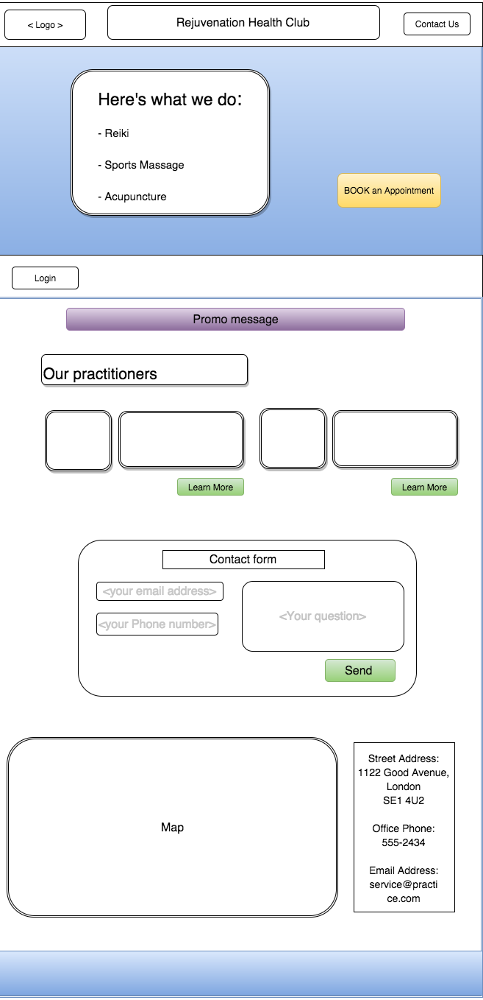 < Logo >
Rejuvenation Health Club
Contact Us
Here's what we do:
- Reiki
- Sports Massage
- Acupuncture
BOOK an Appointment
Login
Promo message
Our practitioners
Learn More
Learn More
Contact form
<your email address>
<Your question>
<your Phone number>
Send
Map
Street Address:
1122 Good Avenue,
London
SE1 4U2
Office Phone:
555-2434
Email Address:
service@practi
ce.com